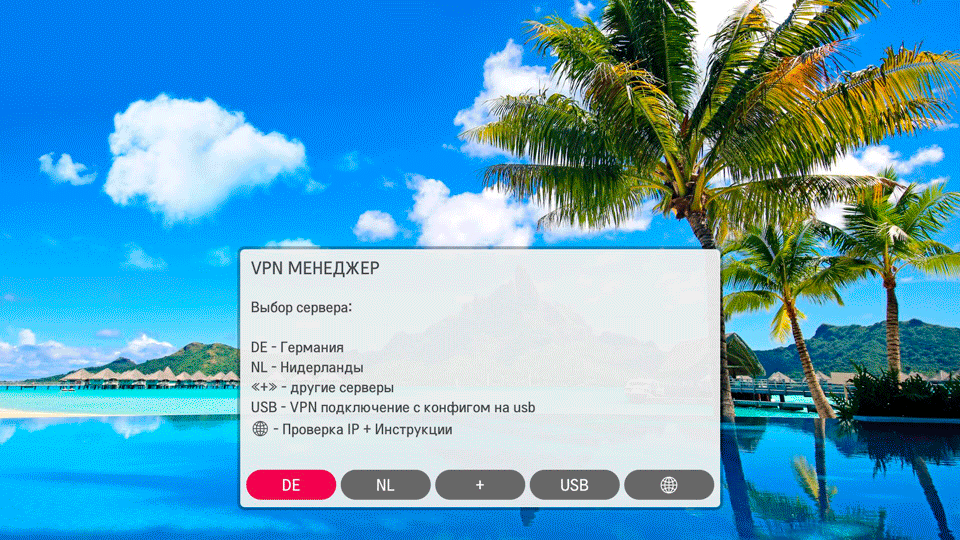 VPN МЕНЕДЖЕР
Выбор сервера:
DE - Германия
NL - Нидерланды
«+» - другие серверы
USB - VPN подключение с конфигом на usb
- Проверка IP + Инструкции
DE NL + USB